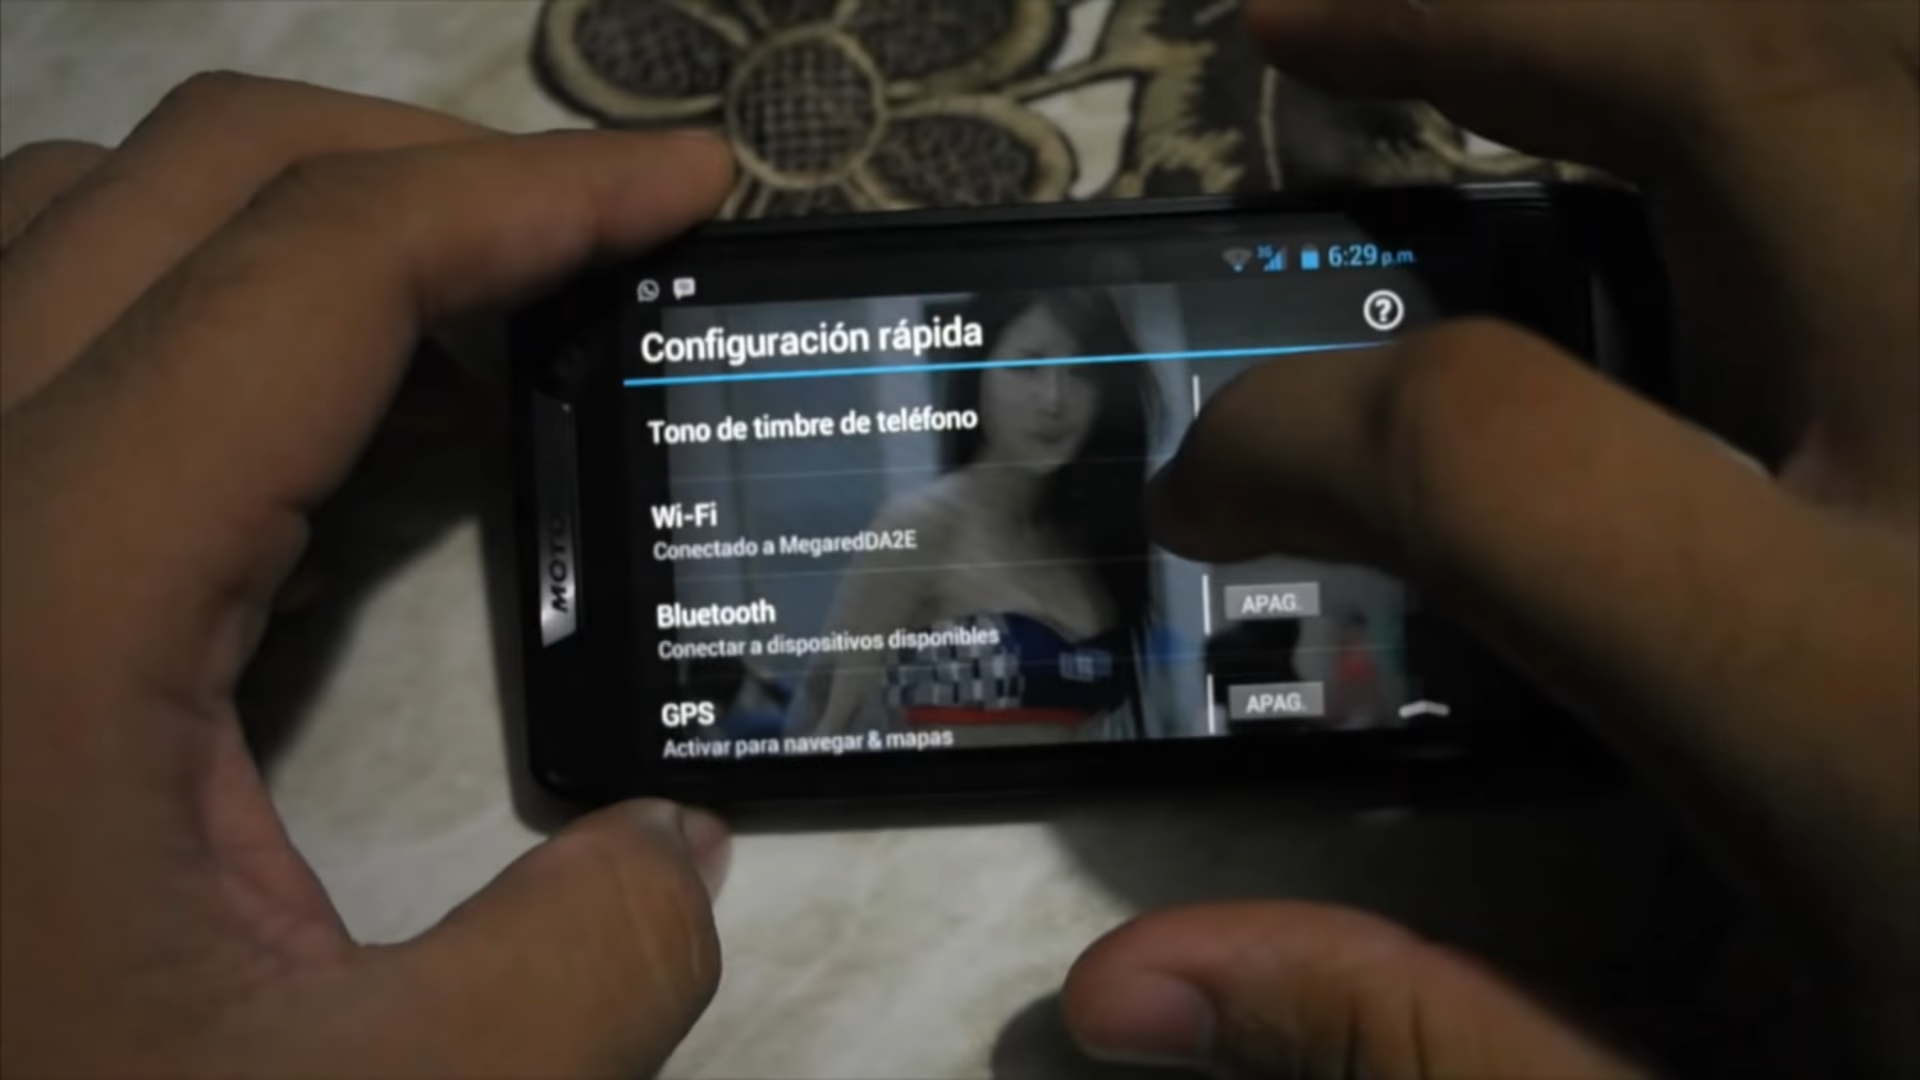 3G 6:29 p.m.
Configuración rápida
?
Tono de timbre de teléfono
Wi-Fi
Conectado a MegaredDA2E
Bluetooth
Conectar a dispositivos disponibles
APAG.
GPS
Activar para navegar & mapas
APAG.
MOTO